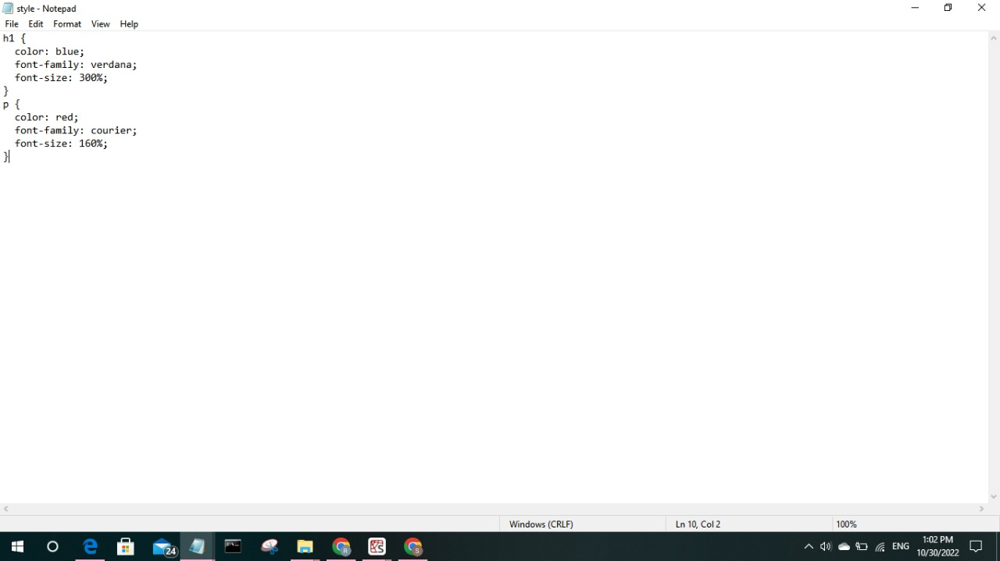 style - Notepad
File Edit Format View Help
h1 {
  color: blue;
  font-family: verdana;
  font-size: 300%;
}
p {
  color: red;
  font-family: courier;
  font-size: 160%;
}
Windows (CRLF) Ln 10, Col 2 100%
24 R S S ENG 1:02 PM
10/30/2022